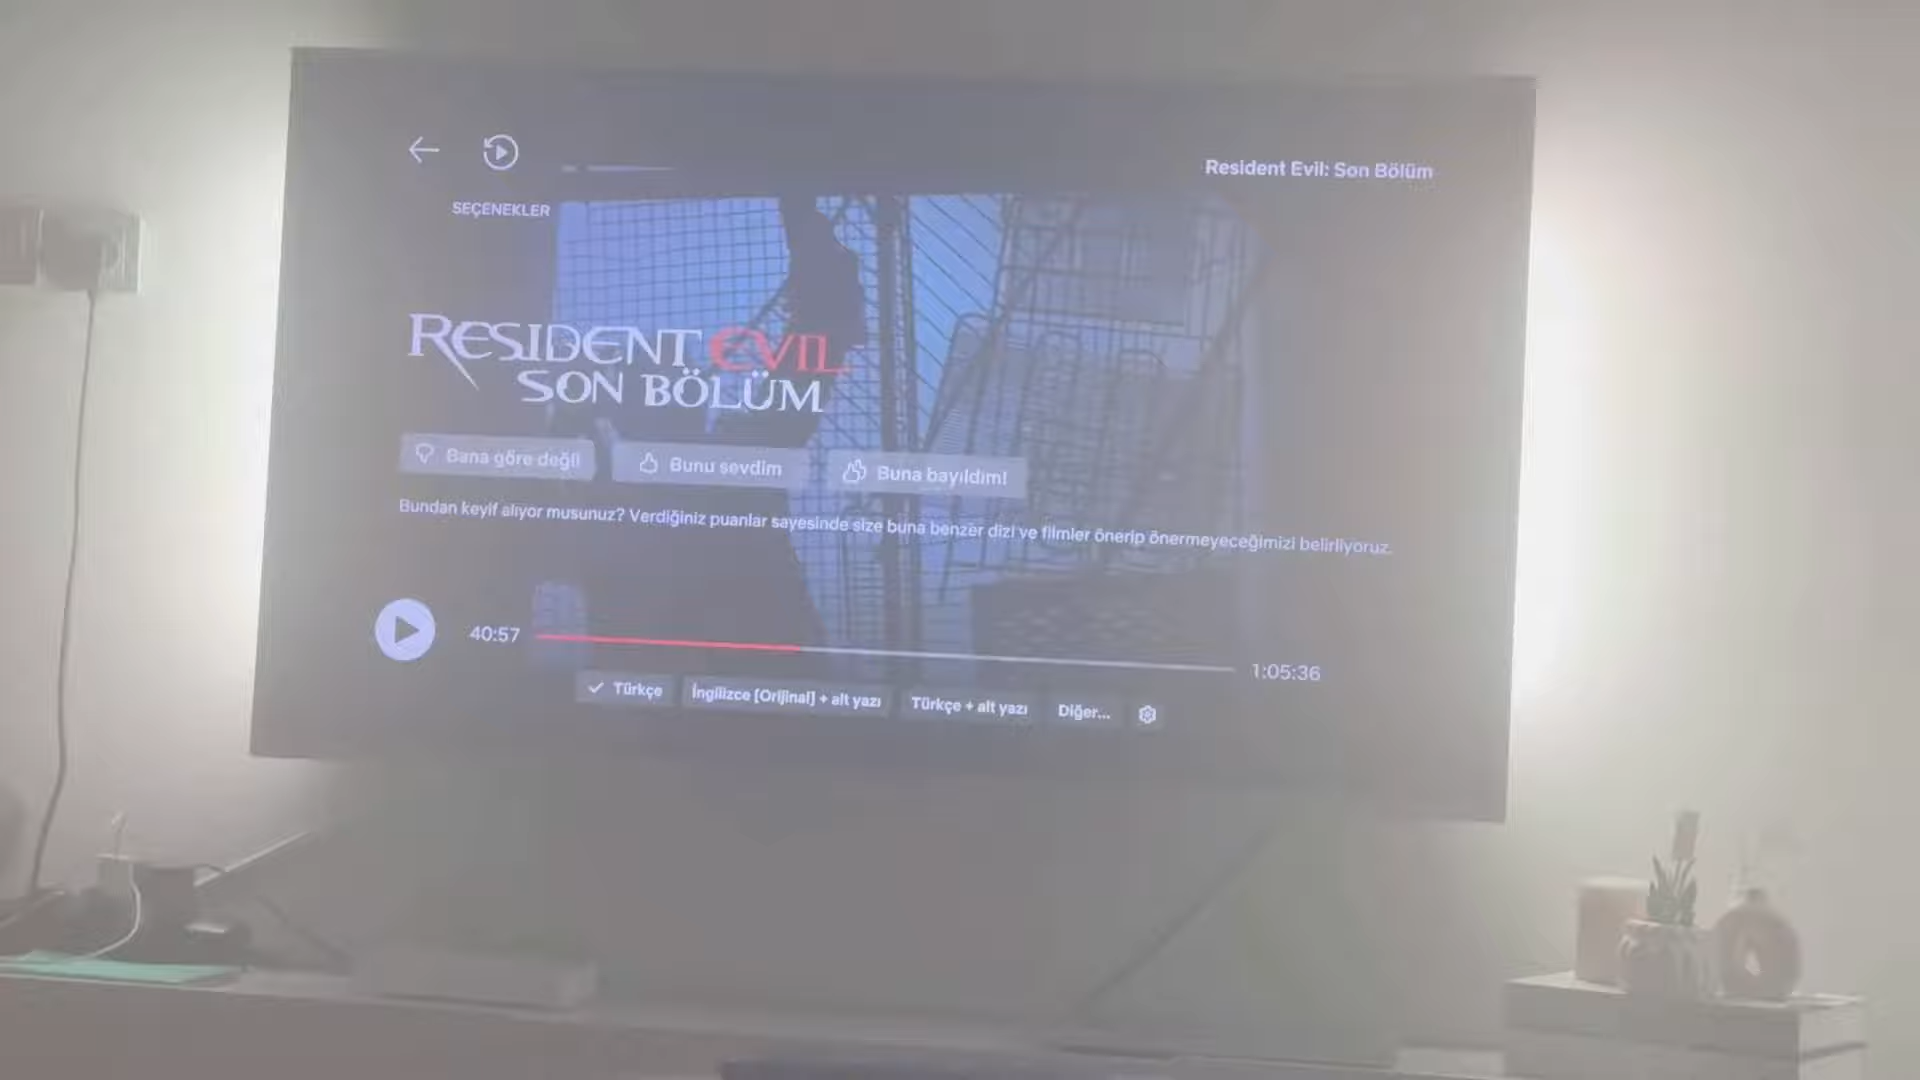 Resident Evil: Son Bölüm
SEÇENEKLER
RESIDENT EVIL
SON BÖLÜM
Bana göre değil
Bunu sevdim
Buna bayıldım!
Bundan keyif alıyor musunuz? Verdiğiniz puanlar sayesinde size buna benzer dizi ve filmler önerip önermeyeceğimizi belirliyoruz.
40:57
1:05:36
Türkçe
İngilizce [Orijinal] + alt yazı
Türkçe + alt yazı
Diğer...